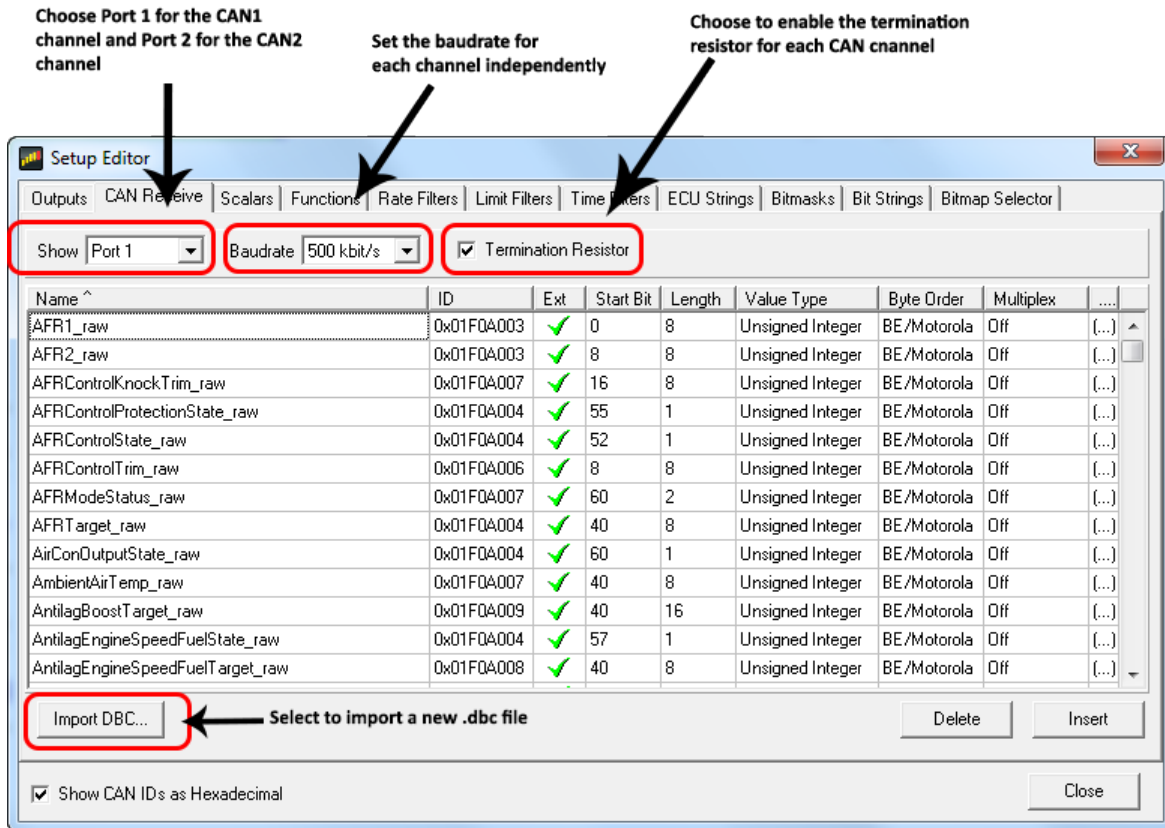 Choose Port 1 for the CAN1
channel and Port 2 for the CAN2
channel
Set the baudrate for
each channel independently
Choose to enable the termination
resistor for each CAN cnannel
Setup Editor
Outputs CAN Receive Scalars Functions Rate Filters Limit Filters Time Filters ECU Strings Bitmasks Bit Strings Bitmap Selector
Show Port 1 Baudrate 500 kbit/s Termination Resistor
Name ^ ID Ext Start Bit Length Value Type Byte Order Multiplex ....
AFR1_raw 0x01F0A003 0 8 Unsigned Integer BE/Motorola Off (...)
AFR2_raw 0x01F0A003 8 8 Unsigned Integer BE/Motorola Off (...)
AFRControlKnockTrim_raw 0x01F0A007 16 8 Unsigned Integer BE/Motorola Off (...)
AFRControlProtectionState_raw 0x01F0A004 55 1 Unsigned Integer BE/Motorola Off (...)
AFRControlState_raw 0x01F0A004 52 1 Unsigned Integer BE/Motorola Off (...)
AFRControlTrim_raw 0x01F0A006 8 8 Unsigned Integer BE/Motorola Off (...)
AFRModeStatus_raw 0x01F0A007 60 2 Unsigned Integer BE/Motorola Off (...)
AFRTarget_raw 0x01F0A004 40 8 Unsigned Integer BE/Motorola Off (...)
AirConOutputState_raw 0x01F0A004 60 1 Unsigned Integer BE/Motorola Off (...)
AmbientAirTemp_raw 0x01F0A007 40 8 Unsigned Integer BE/Motorola Off (...)
AntilagBoostTarget_raw 0x01F0A009 40 16 Unsigned Integer BE/Motorola Off (...)
AntilagEngineSpeedFuelState_raw 0x01F0A004 57 1 Unsigned Integer BE/Motorola Off (...)
AntilagEngineSpeedFuelTarget_raw 0x01F0A008 40 8 Unsigned Integer BE/Motorola Off (...)
Import DBC... Select to import a new .dbc file Delete Insert
Show CAN IDs as Hexadecimal Close